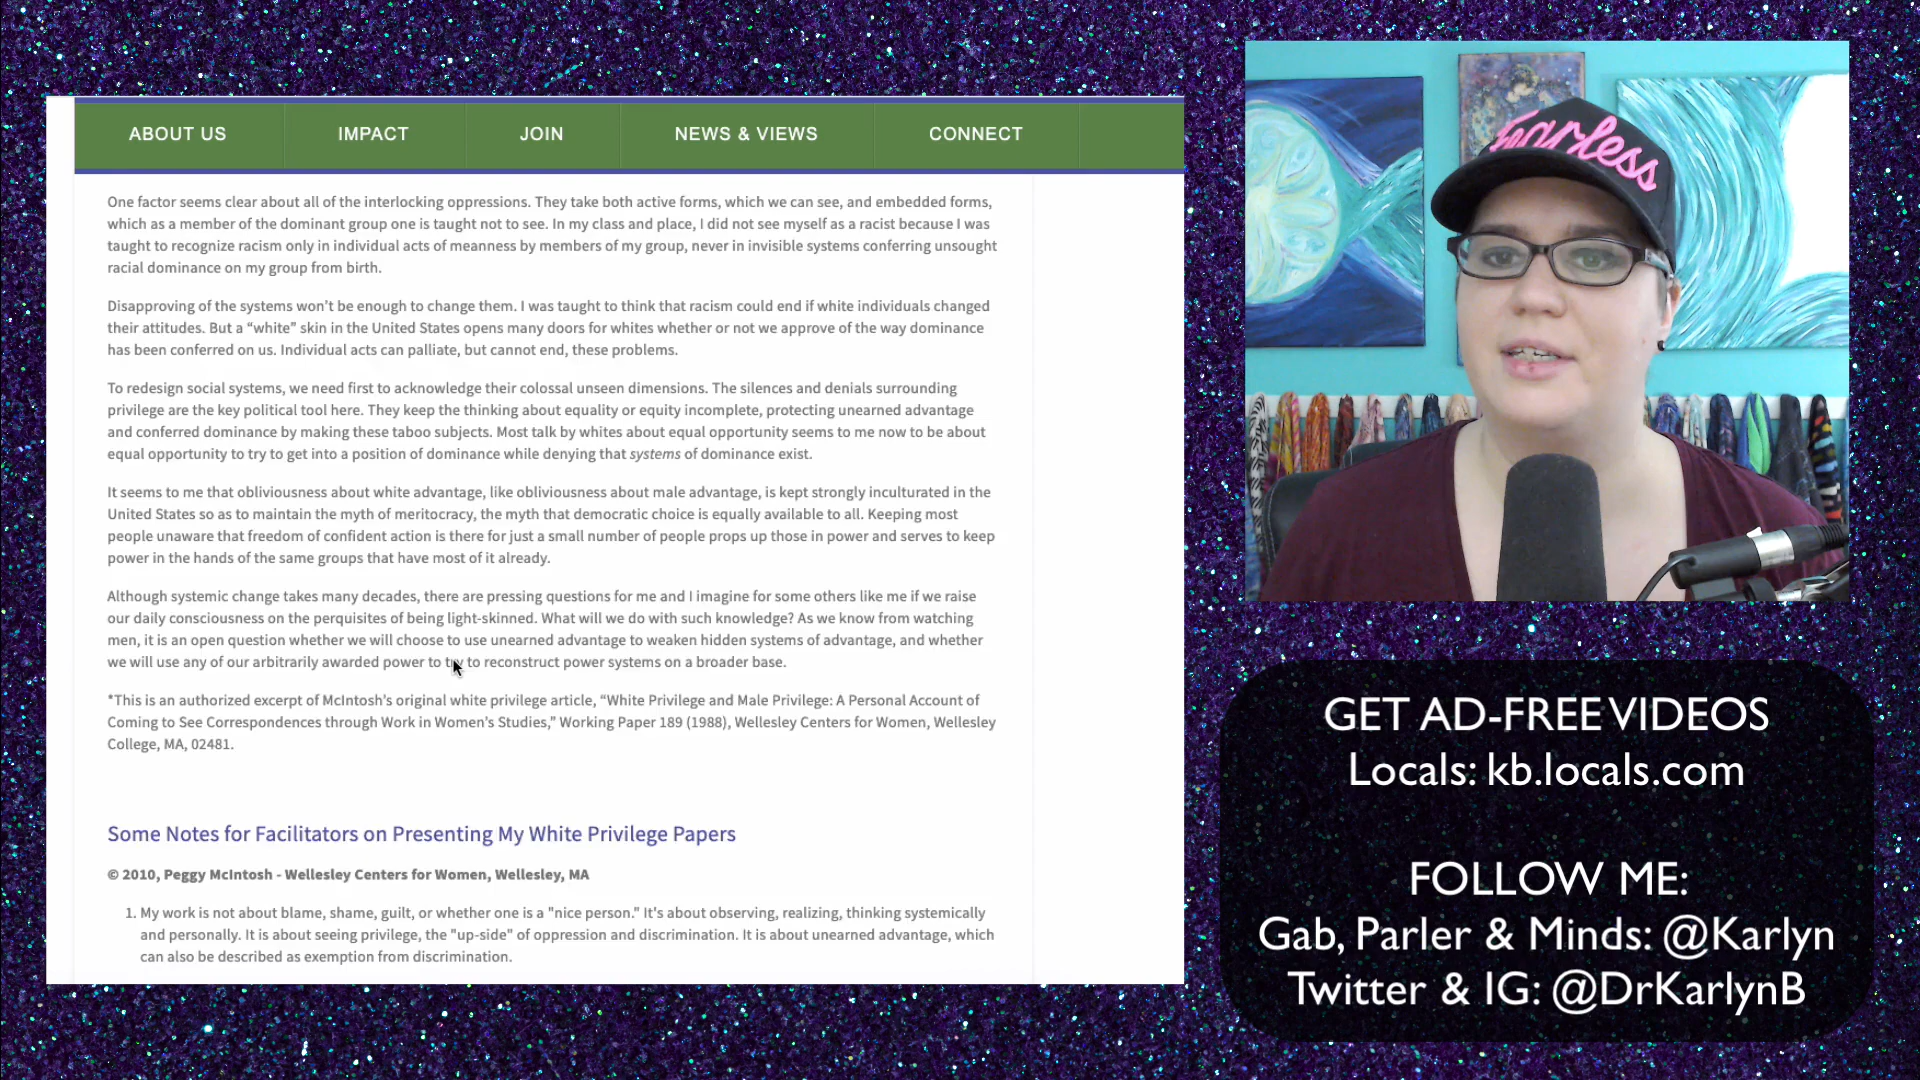 ABOUT US IMPACT JOIN NEWS & VIEWS CONNECT
One factor seems clear about all of the interlocking oppressions. They take both active forms, which we can see, and embedded forms,
which as a member of the dominant group one is taught not to see. In my class and place, I did not see myself as a racist because I was
taught to recognize racism only in individual acts of meanness by members of my group, never in invisible systems conferring unsought
racial dominance on my group from birth.
Disapproving of the systems won't be enough to change them. I was taught to think that racism could end if white individuals changed
their attitudes. But a “white” skin in the United States opens many doors for whites whether or not we approve of the way dominance
has been conferred on us. Individual acts can palliate, but cannot end, these problems.
To redesign social systems, we need first to acknowledge their colossal unseen dimensions. The silences and denials surrounding
privilege are the key political tool here. They keep the thinking about equality or equity incomplete, protecting unearned advantage
and conferred dominance by making these taboo subjects. Most talk by whites about equal opportunity seems to me now to be about
equal opportunity to try to get into a position of dominance while denying that systems of dominance exist.
It seems to me that obliviousness about white advantage, like obliviousness about male advantage, is kept strongly inculturated in the
United States so as to maintain the myth of meritocracy, the myth that democratic choice is equally available to all. Keeping most
people unaware that freedom of confident action is there for just a small number of people props up those in power and serves to keep
power in the hands of the same groups that have most of it already.
Although systemic change takes many decades, there are pressing questions for me and I imagine for some others like me if we raise
our daily consciousness on the perquisites of being light-skinned. What will we do with such knowledge? As we know from watching
men, it is an open question whether we will choose to use unearned advantage to weaken hidden systems of advantage, and whether
we will use any of our arbitrarily awarded power to try to reconstruct power systems on a broader base.
*This is an authorized excerpt of McIntosh's original white privilege article, “White Privilege and Male Privilege: A Personal Account of
Coming to See Correspondences through Work in Women's Studies,” Working Paper 189 (1988), Wellesley Centers for Women, Wellesley
College, MA, 02481.
Some Notes for Facilitators on Presenting My White Privilege Papers
© 2010, Peggy McIntosh - Wellesley Centers for Women, Wellesley, MA
1. My work is not about blame, shame, guilt, or whether one is a "nice person." It's about observing, realizing, thinking systemically
and personally. It is about seeing privilege, the "up-side" of oppression and discrimination. It is about unearned advantage, which
can also be described as exemption from discrimination.
fearless
GET AD-FREE VIDEOS
Locals: kb.locals.com
FOLLOW ME:
Gab, Parler & Minds: @Karlyn
Twitter & IG: @DrKarlynB